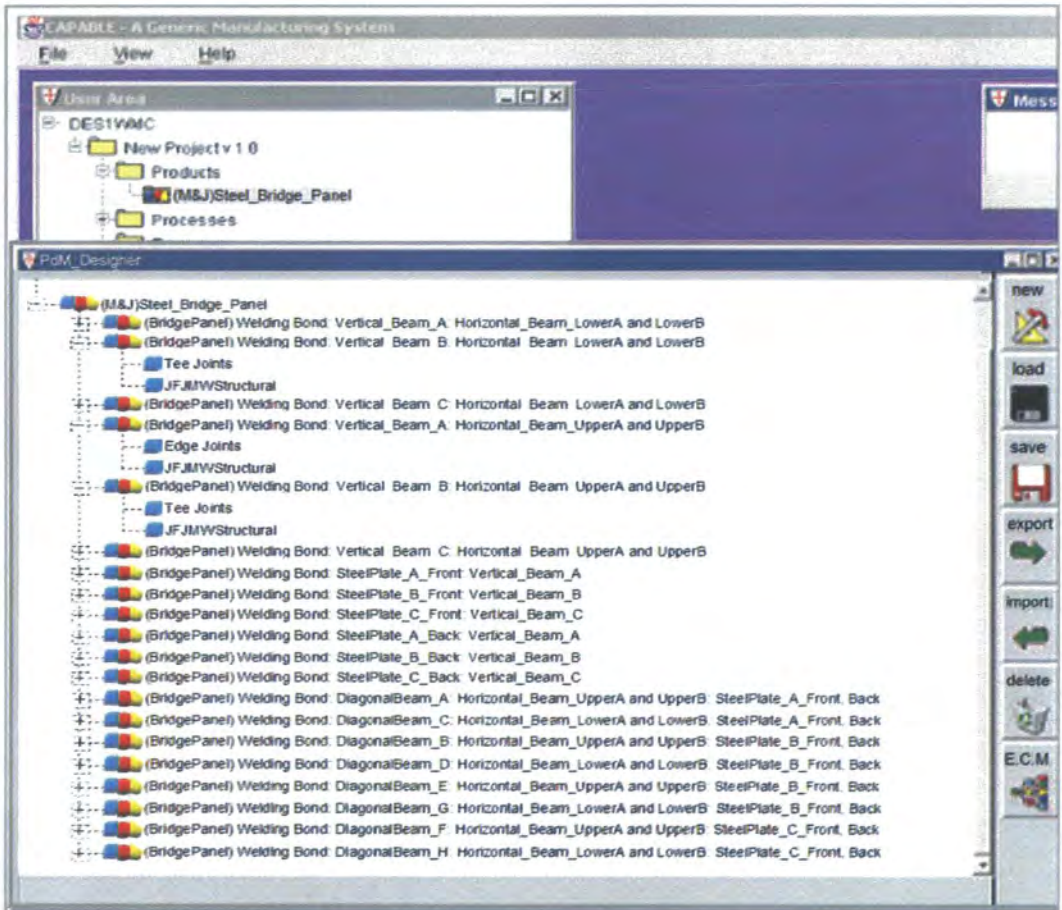 CAPABLE - A Generic Manufacturing System
File View Help
User Area
Mess
DES1WMC
New Project v 1 0
Products
(M&J)Steel_Bridge_Panel
Processes
PdM_Designer
new
(M&J)Steel_Bridge_Panel
(BridgePanel) Welding Bond: Vertical_Beam_A: Horizontal_Beam_LowerA and LowerB
(BridgePanel) Welding Bond: Vertical_Beam_B: Horizontal_Beam_LowerA and LowerB
Tee Joints
load
JFJMWStructural
(BridgePanel) Welding Bond: Vertical_Beam_C: Horizontal_Beam_LowerA and LowerB
(BridgePanel) Welding Bond: Vertical_Beam_A: Horizontal_Beam_UpperA and UpperB
Edge Joints
save
JFJMWStructural
(BridgePanel) Welding Bond: Vertical_Beam_B: Horizontal_Beam_UpperA and UpperB
Tee Joints
export
JFJMWStructural
(BridgePanel) Welding Bond: Vertical_Beam_C: Horizontal_Beam_UpperA and UpperB
(BridgePanel) Welding Bond: SteelPlate_A_Front: Vertical_Beam_A
(BridgePanel) Welding Bond: SteelPlate_B_Front: Vertical_Beam_B
import
(BridgePanel) Welding Bond: SteelPlate_C_Front: Vertical_Beam_C
(BridgePanel) Welding Bond: SteelPlate_A_Back: Vertical_Beam_A
(BridgePanel) Welding Bond: SteelPlate_B_Back: Vertical_Beam_B
(BridgePanel) Welding Bond: SteelPlate_C_Back: Vertical_Beam_C
delete
(BridgePanel) Welding Bond: DiagonalBeam_A: Horizontal_Beam_UpperA and UpperB: SteelPlate_A_Front, Back
(BridgePanel) Welding Bond: DiagonalBeam_C: Horizontal_Beam_LowerA and LowerB: SteelPlate_A_Front, Back
(BridgePanel) Welding Bond: DiagonalBeam_B: Horizontal_Beam_UpperA and UpperB: SteelPlate_B_Front, Back
(BridgePanel) Welding Bond: DiagonalBeam_D: Horizontal_Beam_LowerA and LowerB: SteelPlate_B_Front, Back
E.C.M
(BridgePanel) Welding Bond: DiagonalBeam_E: Horizontal_Beam_UpperA and UpperB: SteelPlate_B_Front, Back
(BridgePanel) Welding Bond: DiagonalBeam_G: Horizontal_Beam_LowerA and LowerB: SteelPlate_B_Front, Back
(BridgePanel) Welding Bond: DiagonalBeam_F: Horizontal_Beam_UpperA and UpperB: SteelPlate_C_Front, Back
(BridgePanel) Welding Bond: DiagonalBeam_H: Horizontal_Beam_LowerA and LowerB: SteelPlate_C_Front, Back